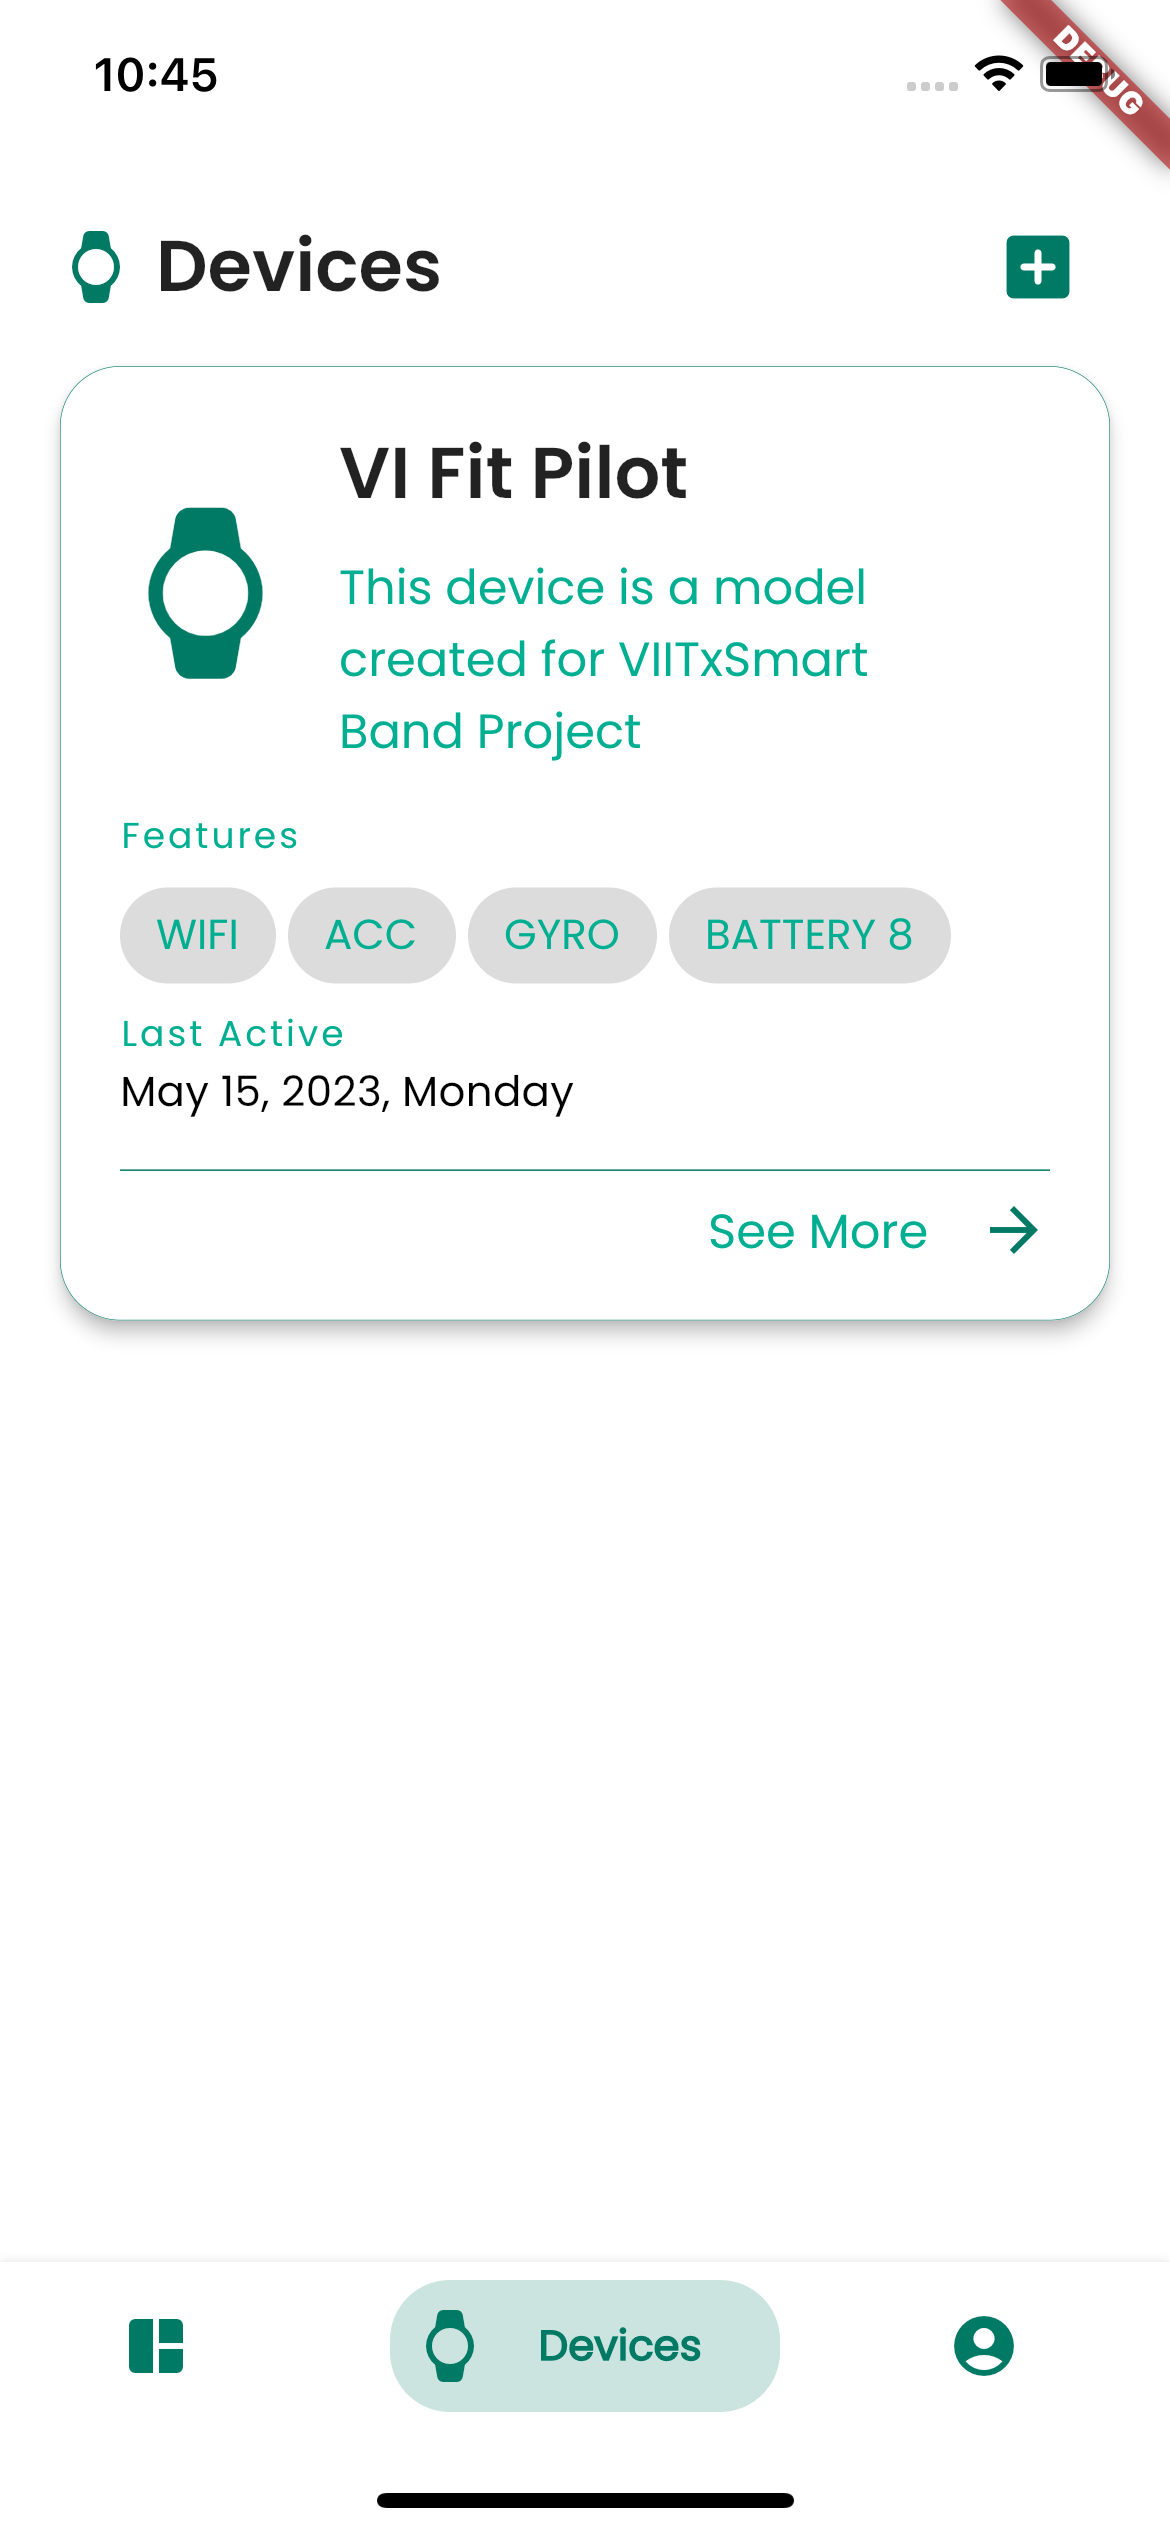 10:45
DEBUG
Devices
VI Fit Pilot
This device is a model
created for VIITxSmart
Band Project
Features
WIFI ACC GYRO BATTERY 8
Last Active
May 15, 2023, Monday
See More
Devices